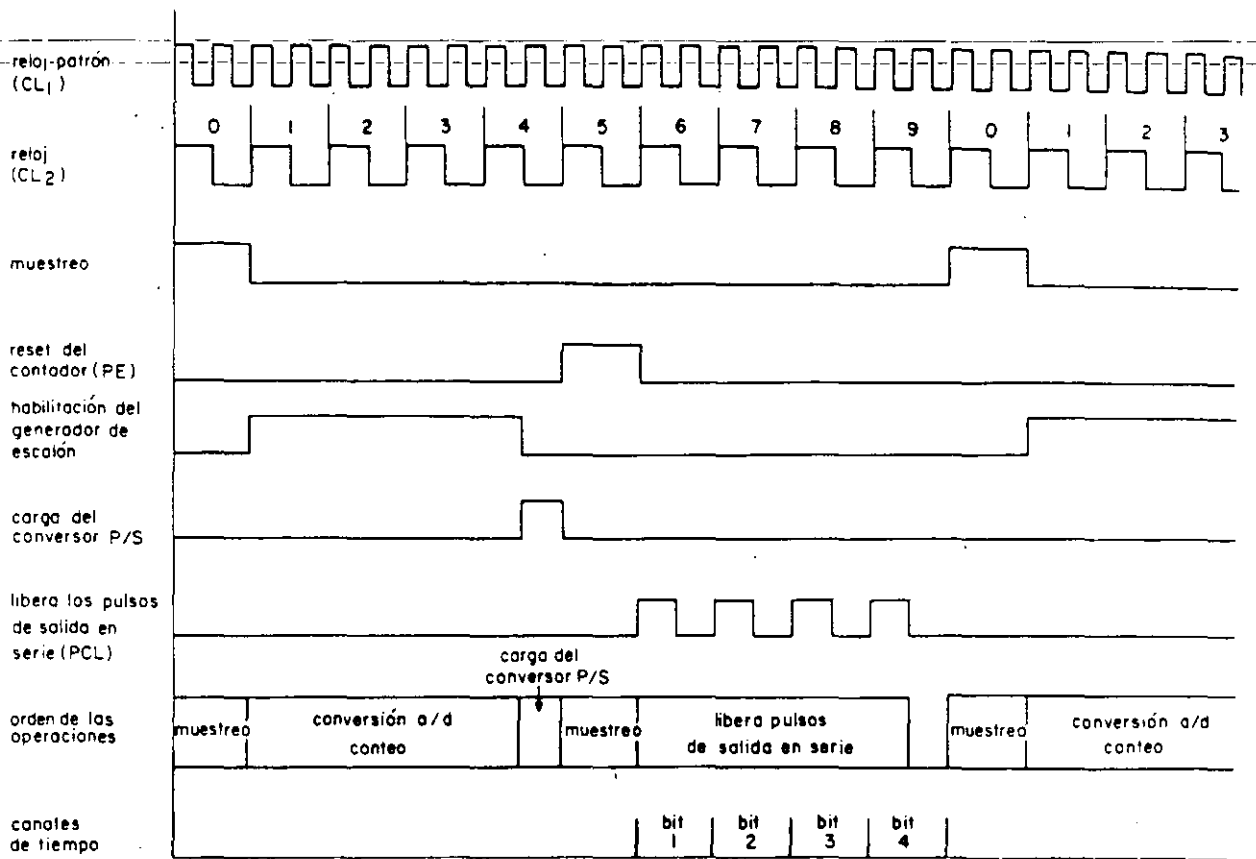 reloj-patrón
(CL1)
0 1 2 3 4 5 6 7 8 9 0 1 2 3
reloj
(CL2)
muestreo
reset del
contador (PE)
habilitación del
generador de
escalón
carga del
conversor P/S
libera los pulsos
de salida en
serie (PCL)
carga del
conversor P/S
orden de las
operaciones
muestreo
conversión a/d
conteo
muestreo
libera pulsos
de salida en serie
muestreo
conversión a/d
conteo
canales
de tiempo
bit
1
bit
2
bit
3
bit
4